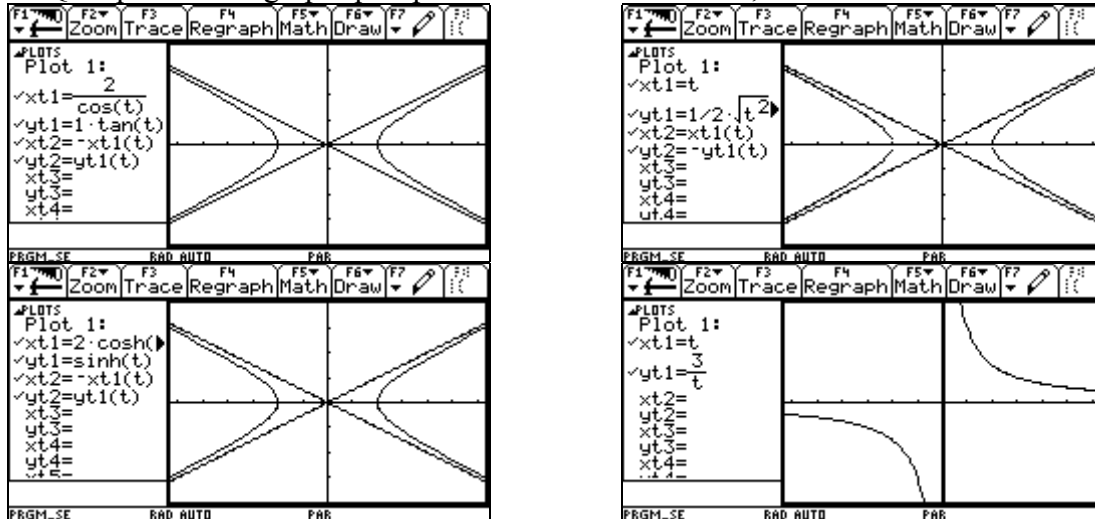 F1 F2 Zoom F3 Trace F4 Regraph F5 Math F6 Draw F7
PLOTS
Plot 1:
xt1=2/cos(t)
yt1=1·tan(t)
xt2=-xt1(t)
yt2=yt1(t)
xt3=
yt3=
xt4=
PRGM_SE RAD AUTO PAR
F1 F2 Zoom F3 Trace F4 Regraph F5 Math F6 Draw F7
PLOTS
Plot 1:
xt1=t
yt1=1/2·√t2
xt2=xt1(t)
yt2=-yt1(t)
xt3=
yt3=
xt4=
yt4=
PRGM_SE RAD AUTO PAR
F1 F2 Zoom F3 Trace F4 Regraph F5 Math F6 Draw F7
PLOTS
Plot 1:
xt1=2·cosh(
yt1=sinh(t)
xt2=-xt1(t)
yt2=yt1(t)
xt3=
yt3=
xt4=
yt4=
PRGM_SE RAD AUTO PAR
F1 F2 Zoom F3 Trace F4 Regraph F5 Math F6 Draw F7
PLOTS
Plot 1:
xt1=t
yt1=3/t
xt2=
yt2=
xt3=
yt3=
xt4=
PRGM_SE RAD AUTO PAR